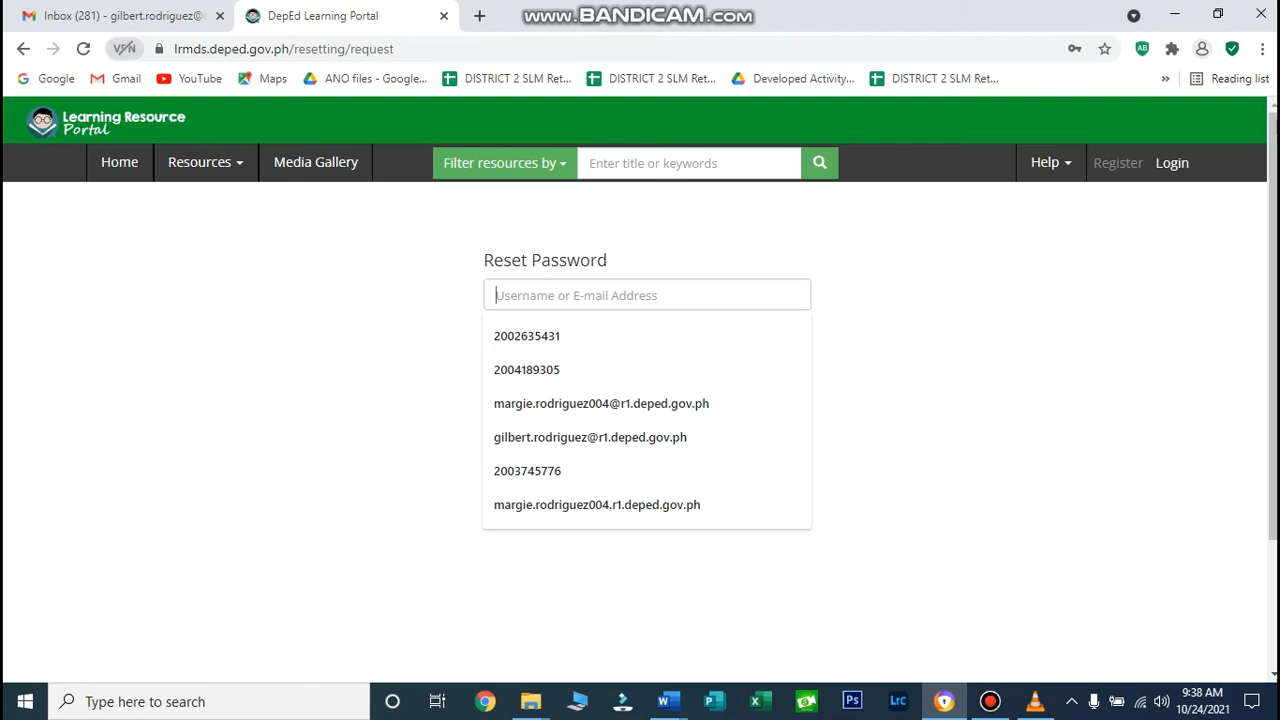 Inbox (281) - gilbert.rodriguez@
DepEd Learning Portal
www.BANDICAM.com
VPN
lrmds.deped.gov.ph/resetting/request
Google
Gmail
YouTube
Maps
ANO files - Google...
DISTRICT 2 SLM Ret...
DISTRICT 2 SLM Ret...
Developed Activity,...
DISTRICT 2 SLM Ret...
»
Reading list
Learning Resource
Portal
Home
Resources
Media Gallery
Filter resources by
Enter title or keywords
Help
Register
Login
Reset Password
Username or E-mail Address
2002635431
2004189305
margie.rodriguez004@r1.deped.gov.ph
gilbert.rodriguez@r1.deped.gov.ph
2003745776
margie.rodriguez004.r1.deped.gov.ph
Type here to search
Ps
LrC
9:38 AM
10/24/2021